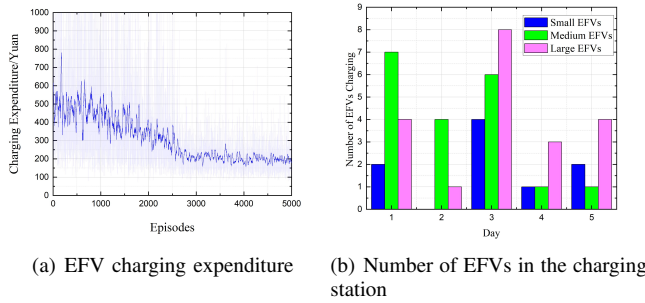 1000
900
800
700
600
500
400
300
200
100
0 1000 2000 3000 4000 5000
Charging Expenditure/Yuan
Episodes
(a) EFV charging expenditure
9
8
7
6
5
4
3
2
1
0
1 2 3 4 5
Number of EFVs Charging
Day
Small EFVs
Medium EFVs
Large EFVs
(b) Number of EFVs in the charging
station